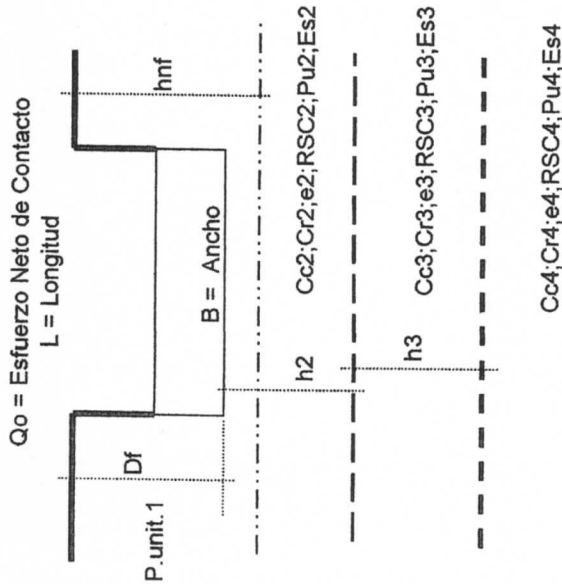 Qo = Esfuerzo Neto de Contacto
L = Longitud
hnf
Df
P.unit.1
B = Ancho
h2
Cc2;Cr2;e2;RSC2;Pu2;Es2
h3
Cc3;Cr3;e3;RSC3;Pu3;Es3
Cc4;Cr4;e4;RSC4;Pu4;Es4